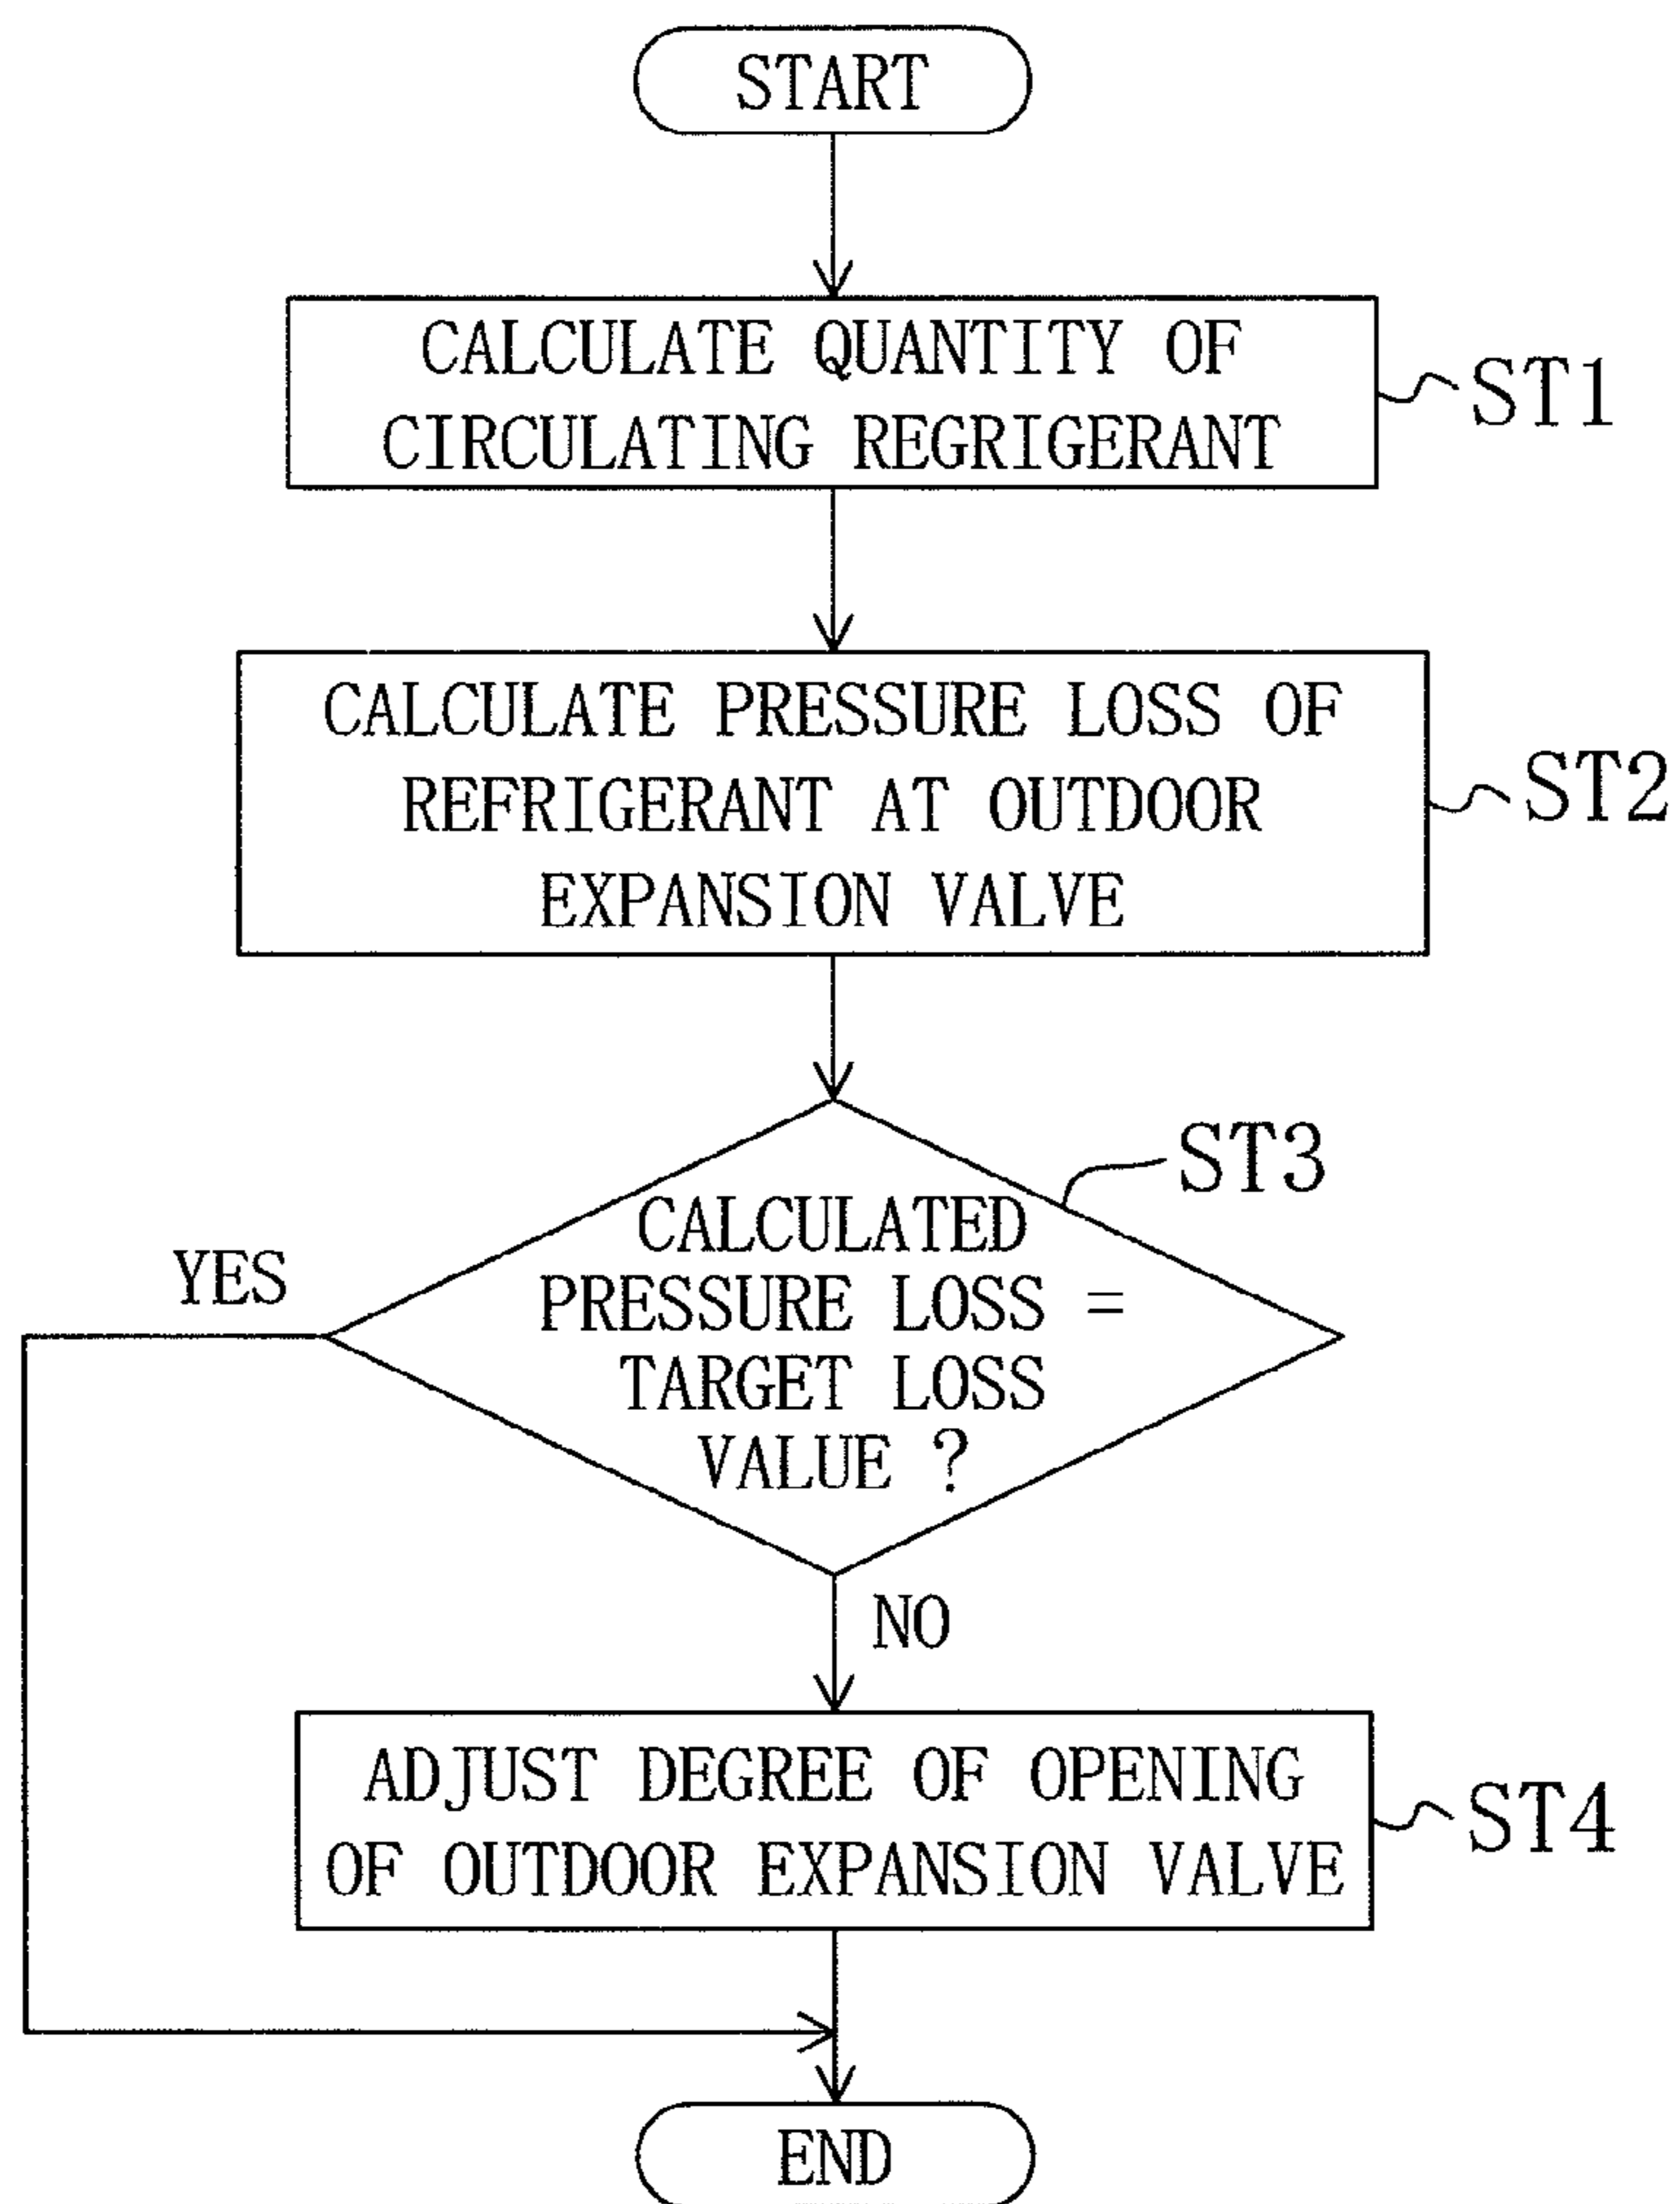 START
CALCULATE QUANTITY OF
CIRCULATING REGRIGERANT
ST1
CALCULATE PRESSURE LOSS OF
REFRIGERANT AT OUTDOOR
EXPANSION VALVE
ST2
ST3
CALCULATED
PRESSURE LOSS =
TARGET LOSS
VALUE ?
YES
NO
ADJUST DEGREE OF OPENING
OF OUTDOOR EXPANSION VALVE
ST4
END